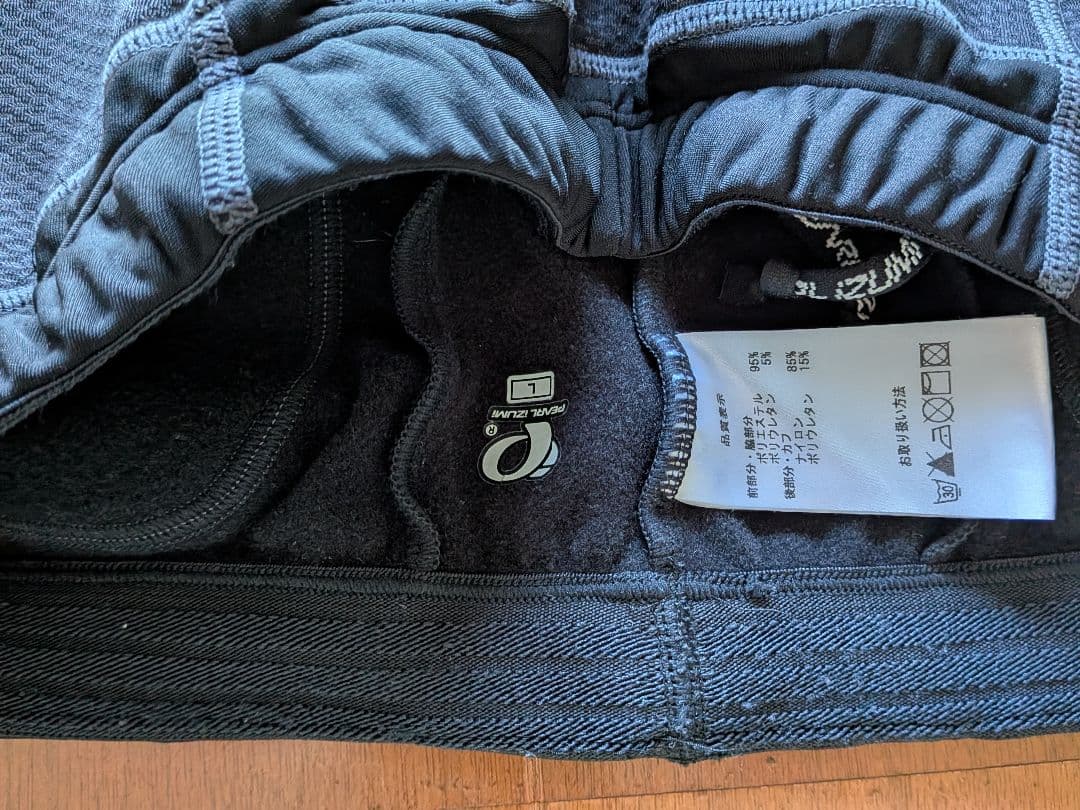 L
PEARL iZUMi
®
品質表示
前部分・脇部分
ポリエステル 95%
ポリウレタン 5%
後部分・カフ
ナイロン 85%
ポリウレタン 15%
お取り扱い方法
30